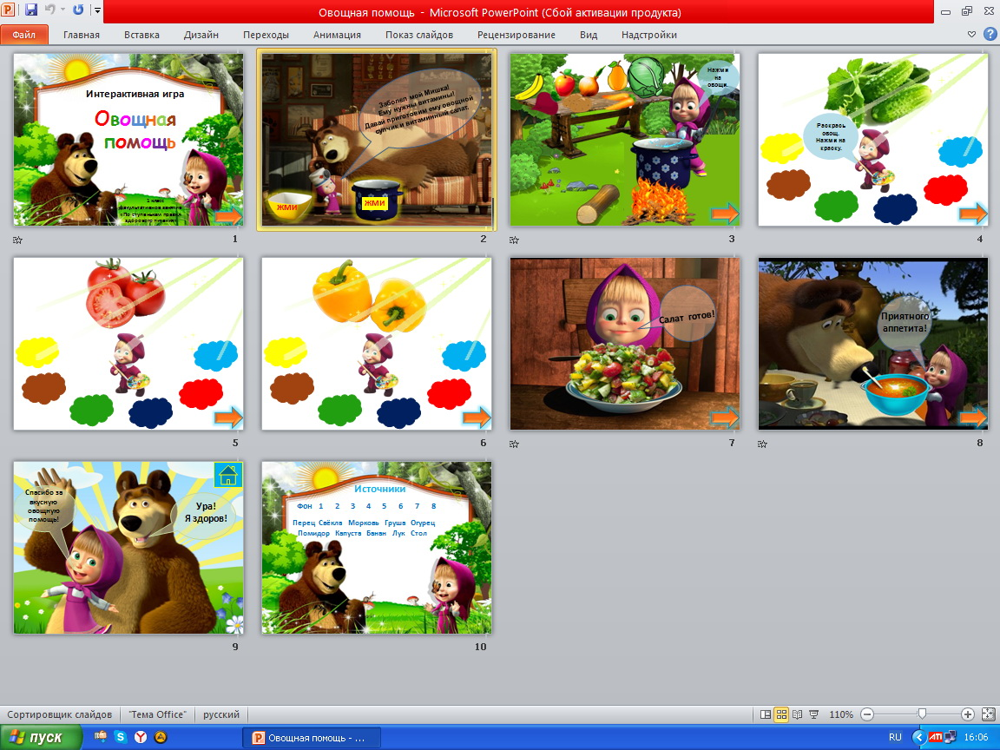 Овощная помощь - Microsoft PowerPoint (Сбой активации продукта)
Файл Главная Вставка Дизайн Переходы Анимация Показ слайдов Рецензирование Вид Надстройки
Интерактивная игра
Овощная
помощь
1 класс
факультативное занятие
«По ступенькам правил
здорового питания»
1
Заболел мой Мишка!
Ему нужны витамины!
Давай приготовим ему овощной
супчик и витаминный салат.
ЖМИ
ЖМИ
2
Нажми
на
овощи.
3
Раскрась
овощ.
Нажми на
краску.
4
5
6
Салат готов!
7
Приятного
аппетита!
8
Спасибо за
вкусную
овощную
помощь!
Ура!
Я здоров!
9
Источники
Фон 1 2 3 4 5 6 7 8
Перец Свёкла Морковь Груша Огурец
Помидор Капуста Банан Лук Стол
10
Сортировщик слайдов "Тема Office" русский 110%
пуск
Овощная помощь - ...
RU
ATI
16:06